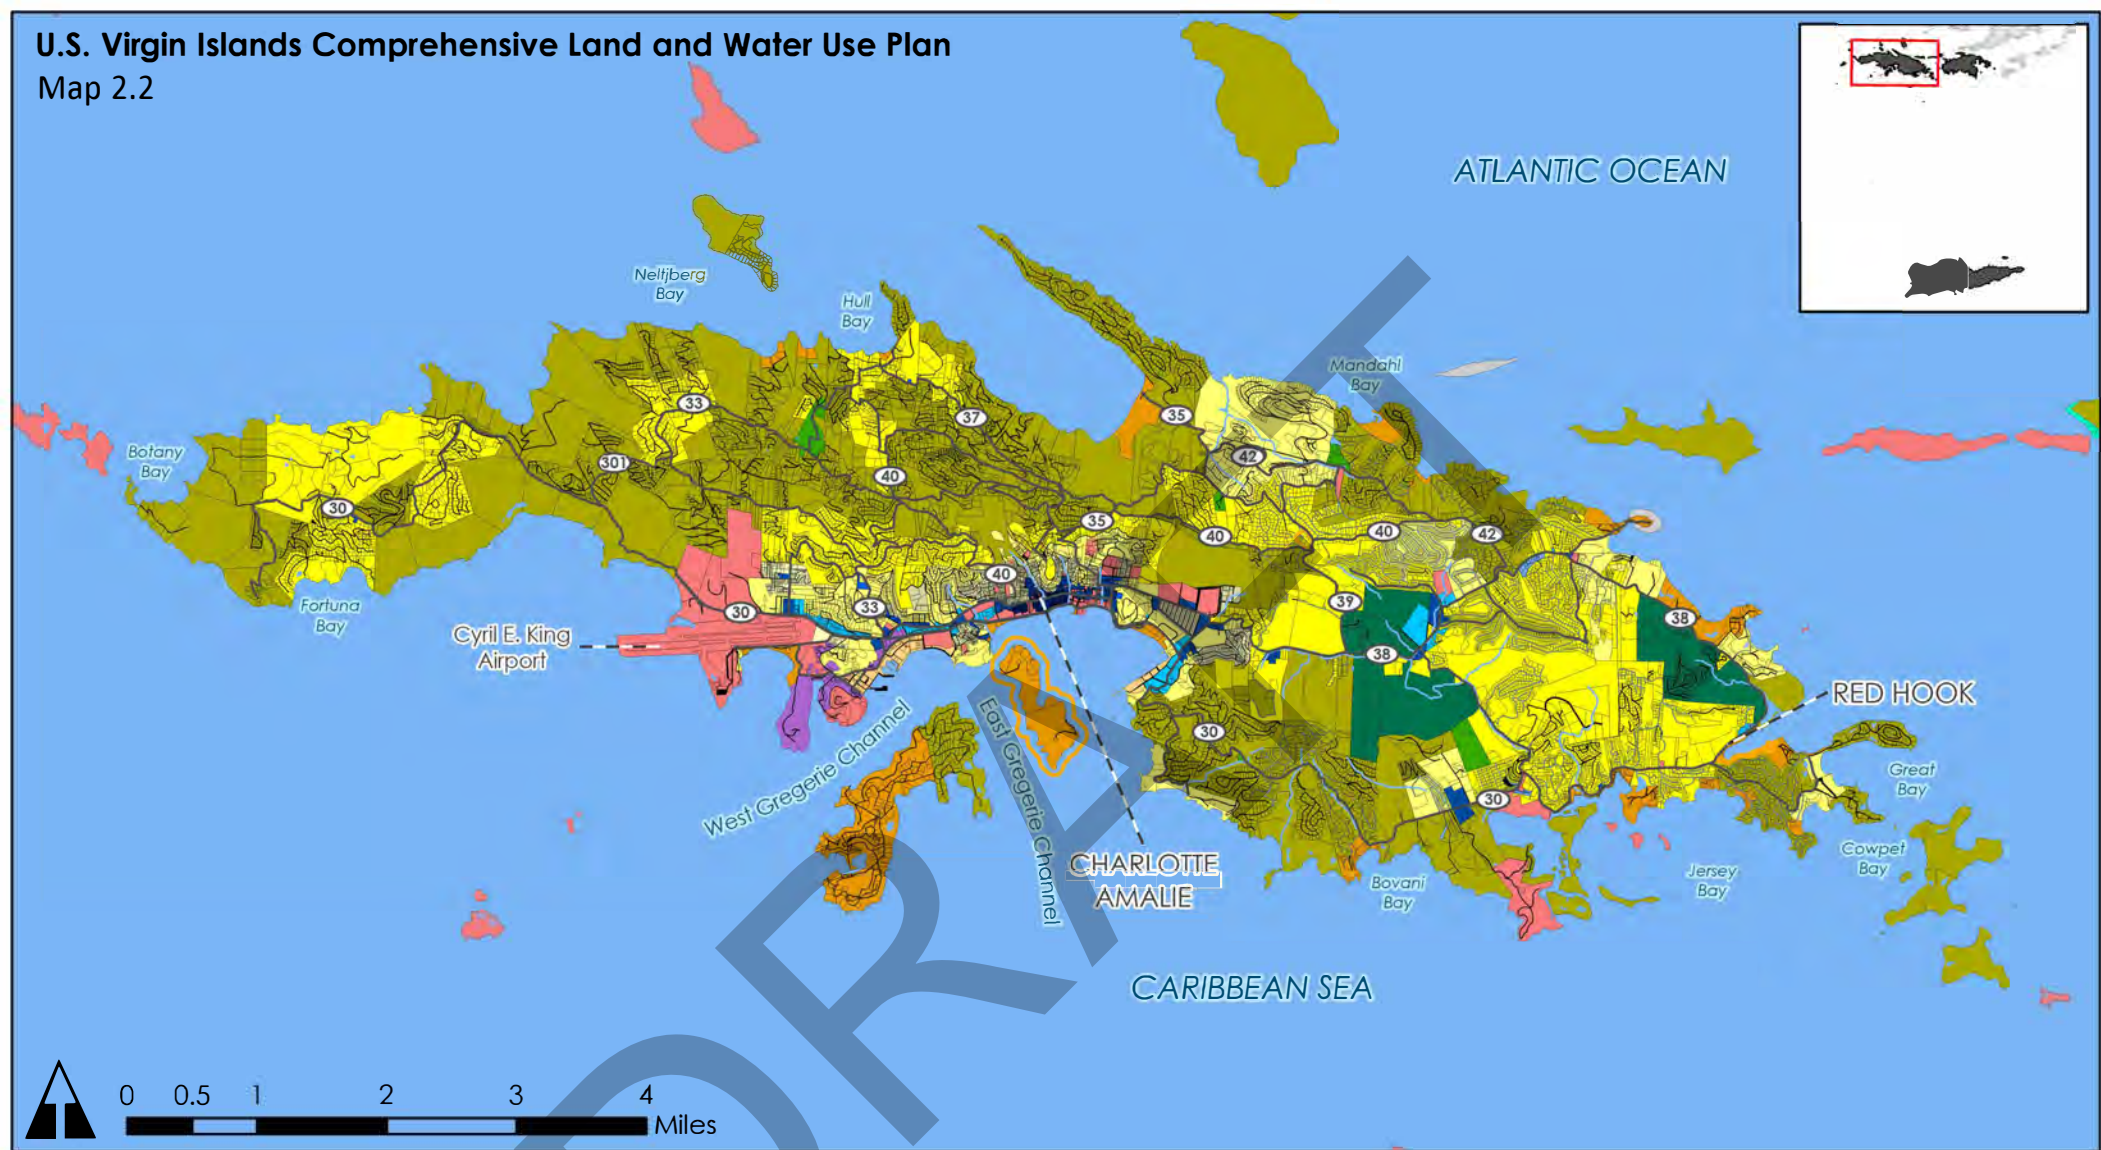 U.S. Virgin Islands Comprehensive Land and Water Use Plan
Map 2.2
ATLANTIC OCEAN
Neltjberg
Bay
Hull
Bay
Mandahl
Bay
33
37
35
Botany
Bay
301
40
42
30
35
40
40
42
40
39
38
Fortuna
Bay
30
33
38
Cyril E. King
Airport
RED HOOK
30
West Gregerie Channel
East Gregerie Channel
Great
Bay
30
CHARLOTTE
AMALIE
Bovani
Bay
Jersey
Bay
Cowpet
Bay
CARIBBEAN SEA
0 0.5 1 2 3 4
Miles
DRAFT